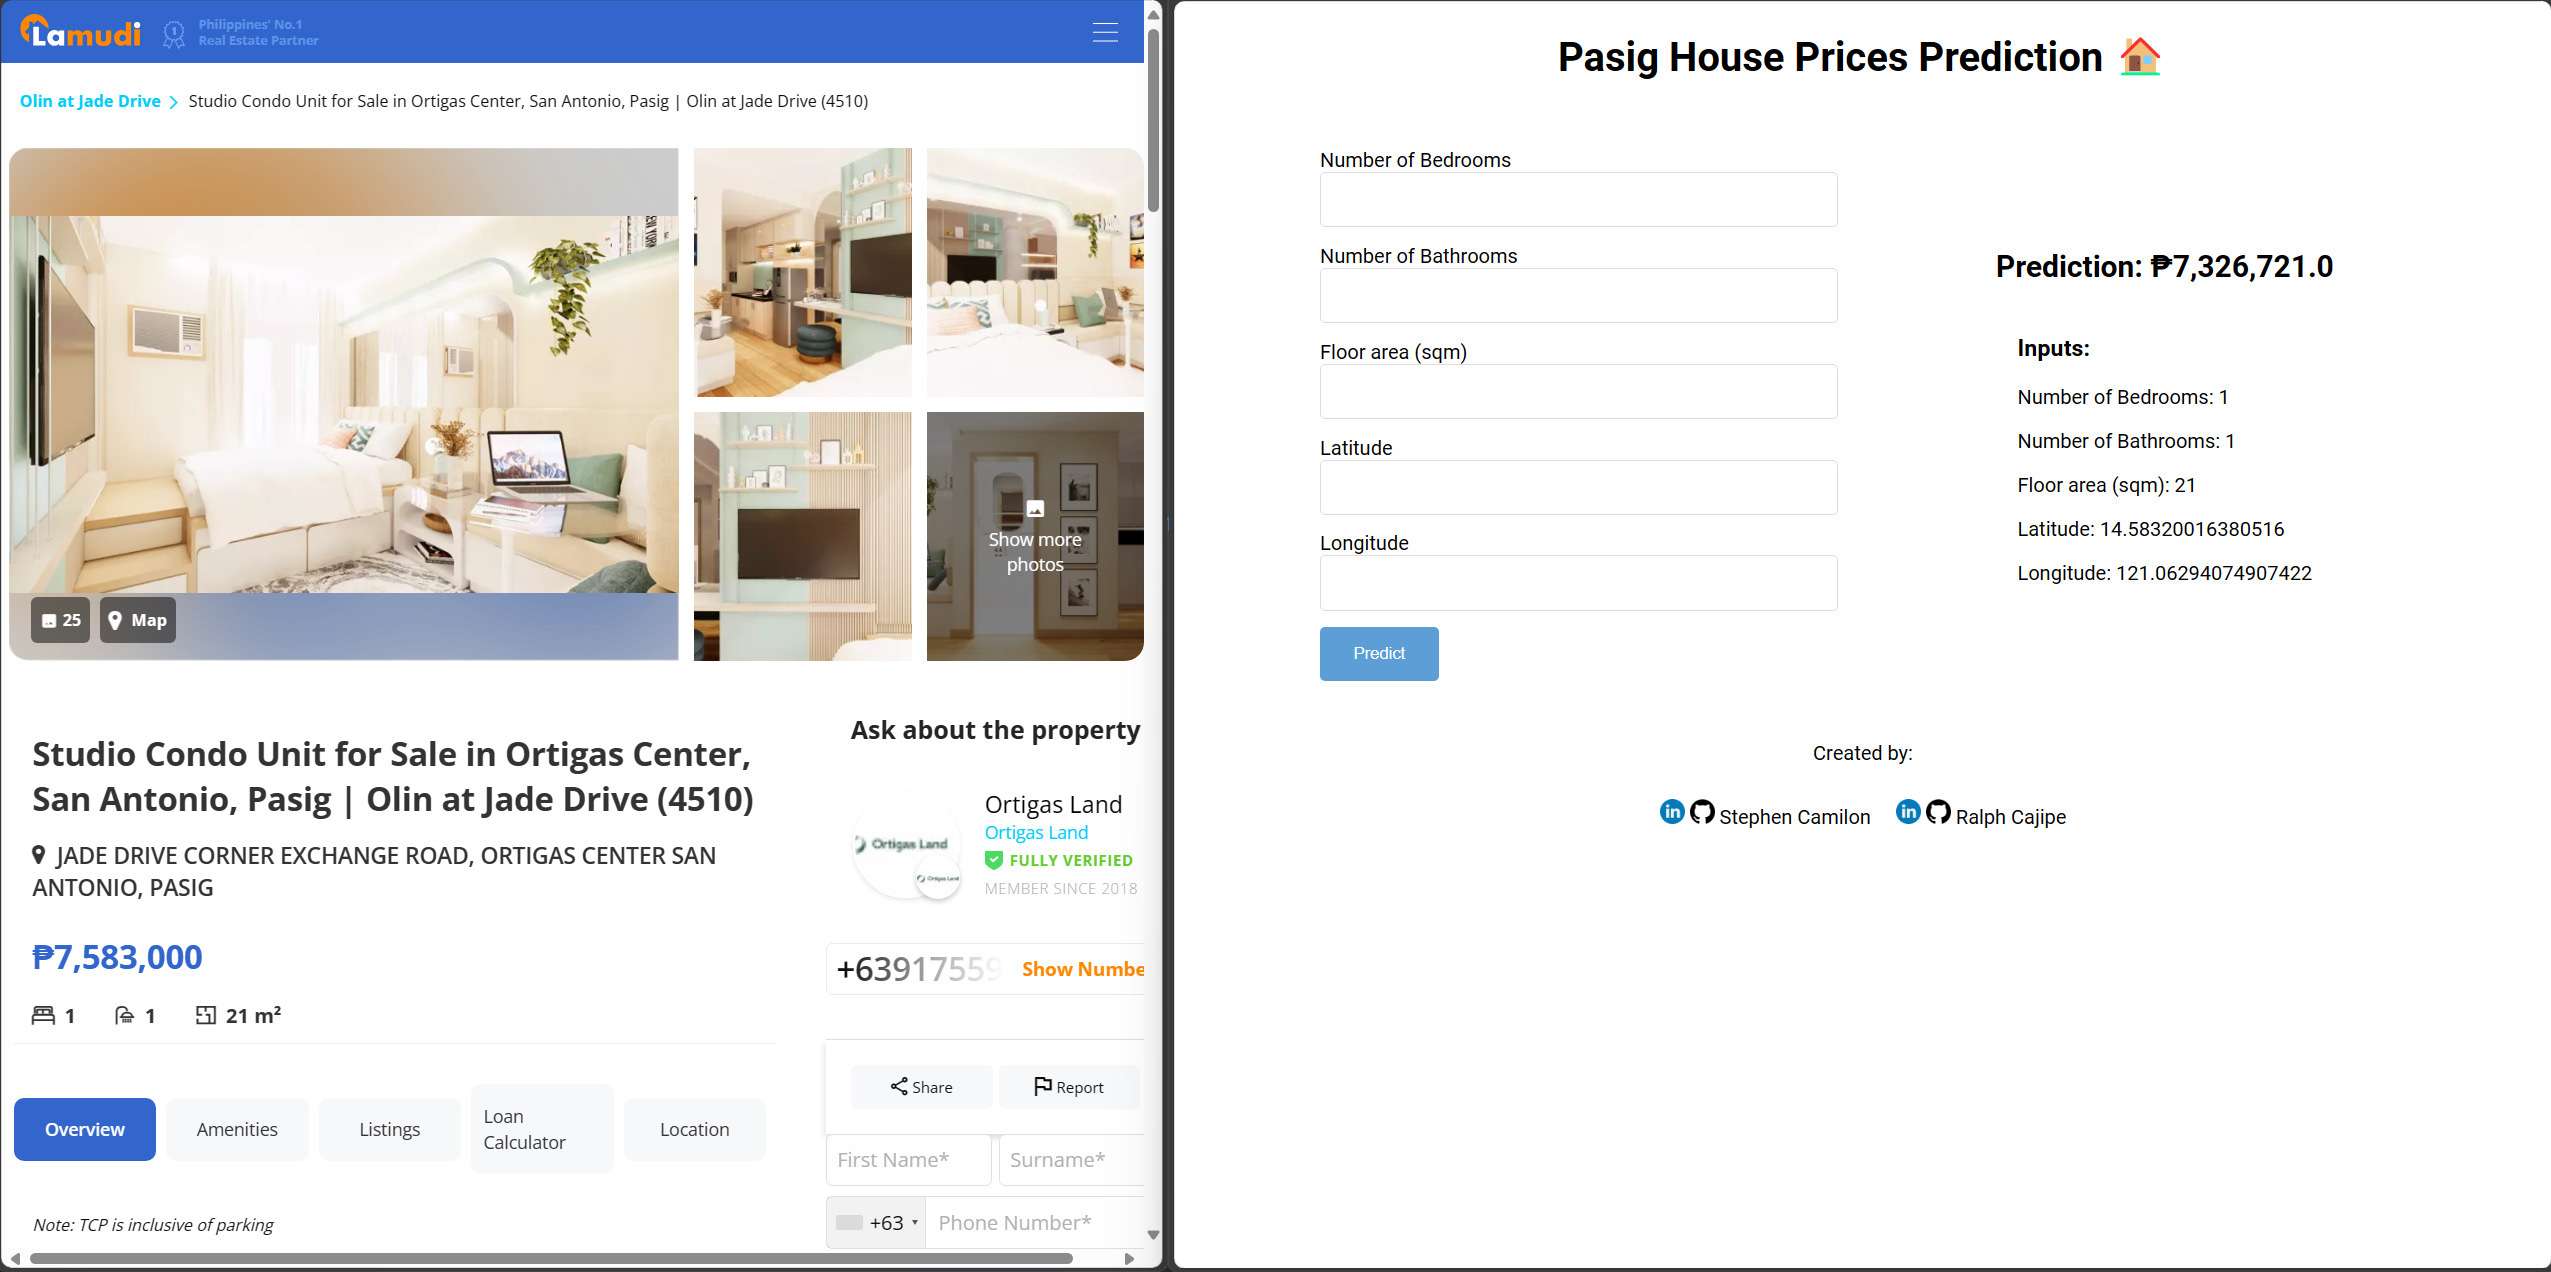 Lamudi
1
Philippines' No.1
Real Estate Partner
Olin at Jade Drive
Studio Condo Unit for Sale in Ortigas Center, San Antonio, Pasig | Olin at Jade Drive (4510)
Show more
photos
25
Map
Studio Condo Unit for Sale in Ortigas Center,
San Antonio, Pasig | Olin at Jade Drive (4510)
JADE DRIVE CORNER EXCHANGE ROAD, ORTIGAS CENTER SAN
ANTONIO, PASIG
₱7,583,000
1
1
21 m²
Overview
Amenities
Listings
Loan
Calculator
Location
Note: TCP is inclusive of parking
Ask about the property
Ortigas Land
Ortigas Land
Ortigas Land
Ortigas Land
FULLY VERIFIED
MEMBER SINCE 2018
+63917559
Show Numbe
Share
Report
First Name*
Surname*
+63
Phone Number*
Pasig House Prices Prediction
Number of Bedrooms
Number of Bathrooms
Floor area (sqm)
Latitude
Longitude
Predict
Prediction: ₱7,326,721.0
Inputs:
Number of Bedrooms: 1
Number of Bathrooms: 1
Floor area (sqm): 21
Latitude: 14.58320016380516
Longitude: 121.06294074907422
Created by:
in Stephen Camilon
in Ralph Cajipe